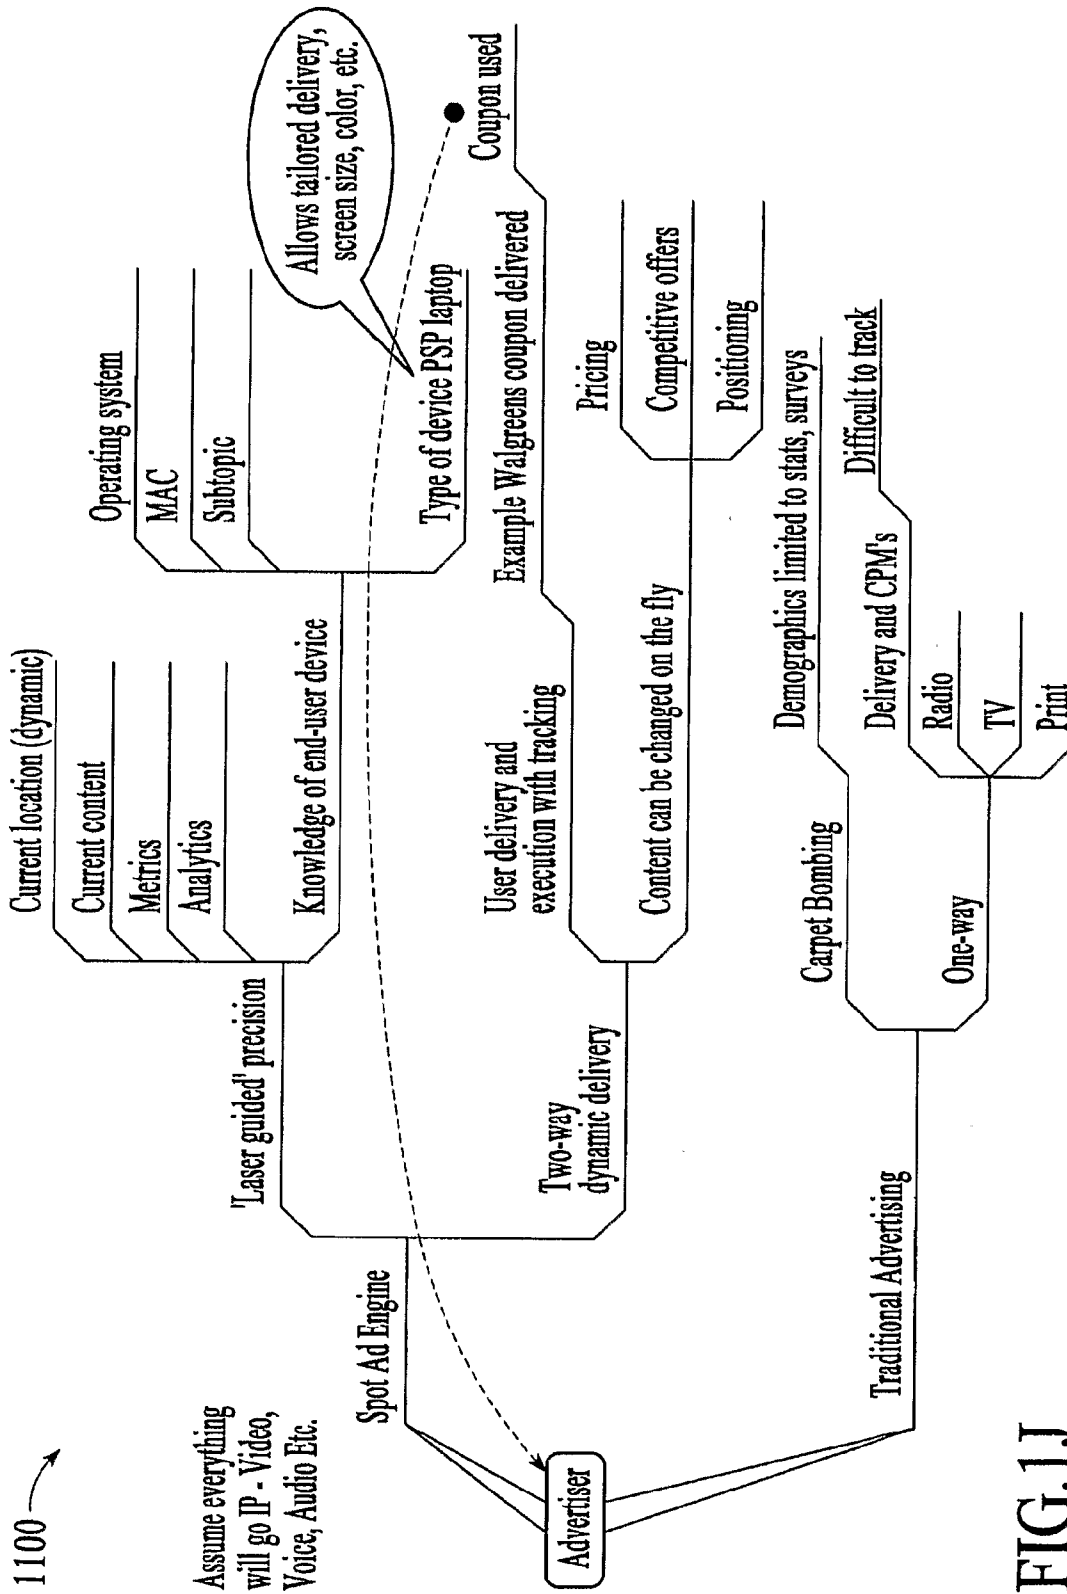 1100
Assume everything
will go IP - Video,
Voice, Audio Etc.
Advertiser
Spot Ad Engine
'Laser guided' precision
Current location (dynamic)
Current content
Metrics
Analytics
Knowledge of end-user device
Operating system
MAC
Subtopic
Type of device PSP laptop
Allows tailored delivery,
screen size, color, etc.
Two-way
dynamic delivery
User delivery and
execution with tracking
Example Walgreens coupon delivered
Coupon used
Content can be changed on the fly
Pricing
Competitive offers
Positioning
Traditional Advertising
Carpet Bombing
Demographics limited to stats, surveys
One-way
Delivery and CPM's
Difficult to track
Radio
TV
Print
FIG.1J